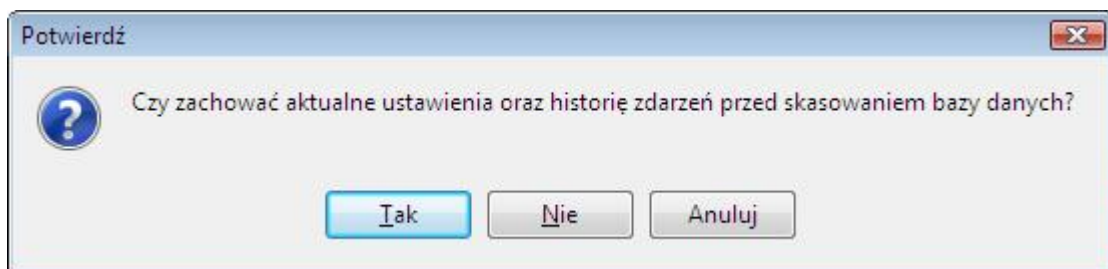 Potwierdź
Czy zachować aktualne ustawienia oraz historię zdarzeń przed skasowaniem bazy danych?
Tak Nie Anuluj